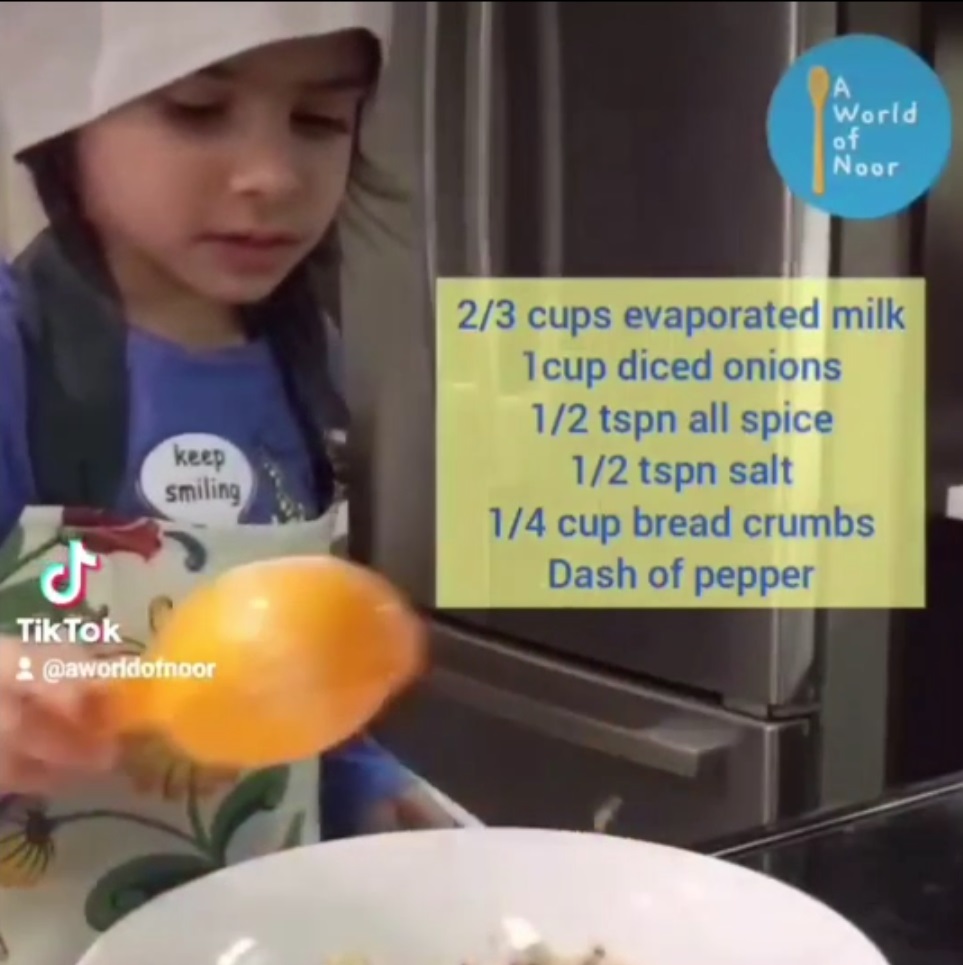 A
World
of
Noor
2/3 cups evaporated milk
1cup diced onions
1/2 tspn all spice
1/2 tspn salt
1/4 cup bread crumbs
Dash of pepper
keep
smiling
TikTok
@aworldofnoor